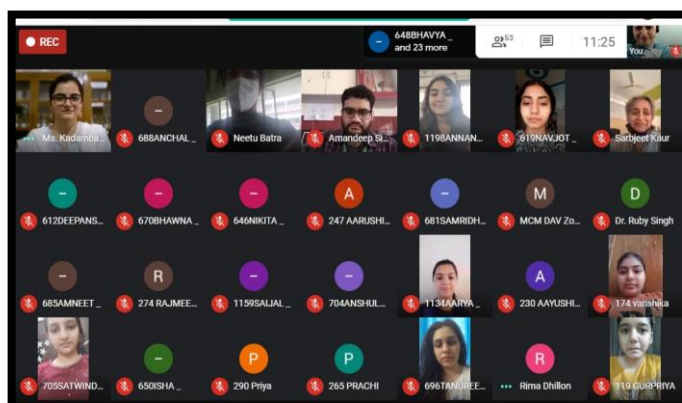 REC
648BHAVYA _
and 23 more
53
11:25
You
Ms. Kadamba...
688ANCHAL _
Neetu Batra
Amandeep Si...
1198ANNAN...
619NAVJOT _
Sarbjeet Kaur
612DEEPANS...
670BHAWNA _
646NIKITA _
A
247 AARUSHI...
681SAMRIDH...
M
MCM DAV Zo...
D
Dr. Ruby Singh
685AMNEET _
R
274 RAJMEE...
1159SAIJAL _
704ANSHUL...
1134AARYA _
A
230 AAYUSHI...
174 vanshika
705SATWIND...
650ISHA _
P
290 Priya
P
265 PRACHI
696TANUREE...
R
Rima Dhillon
119 GURPRIYA